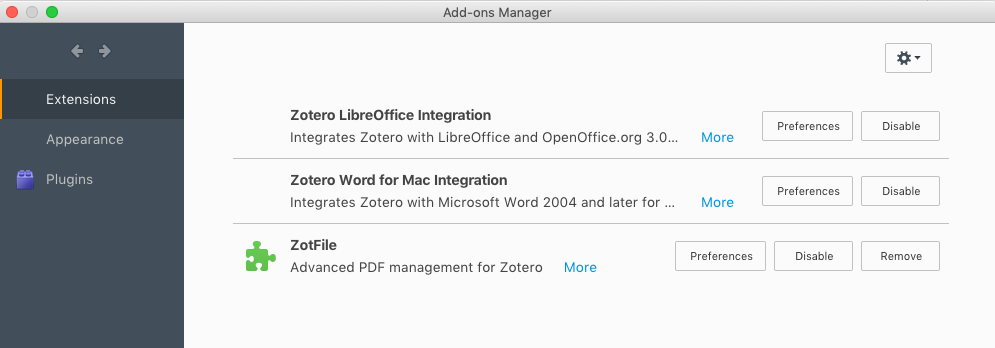 Add-ons Manager
Extensions
Appearance
Plugins
Zotero LibreOffice Integration
Integrates Zotero with LibreOffice and OpenOffice.org 3.0... More
Preferences Disable
Zotero Word for Mac Integration
Integrates Zotero with Microsoft Word 2004 and later for ... More
Preferences Disable
ZotFile
Advanced PDF management for Zotero More
Preferences Disable Remove